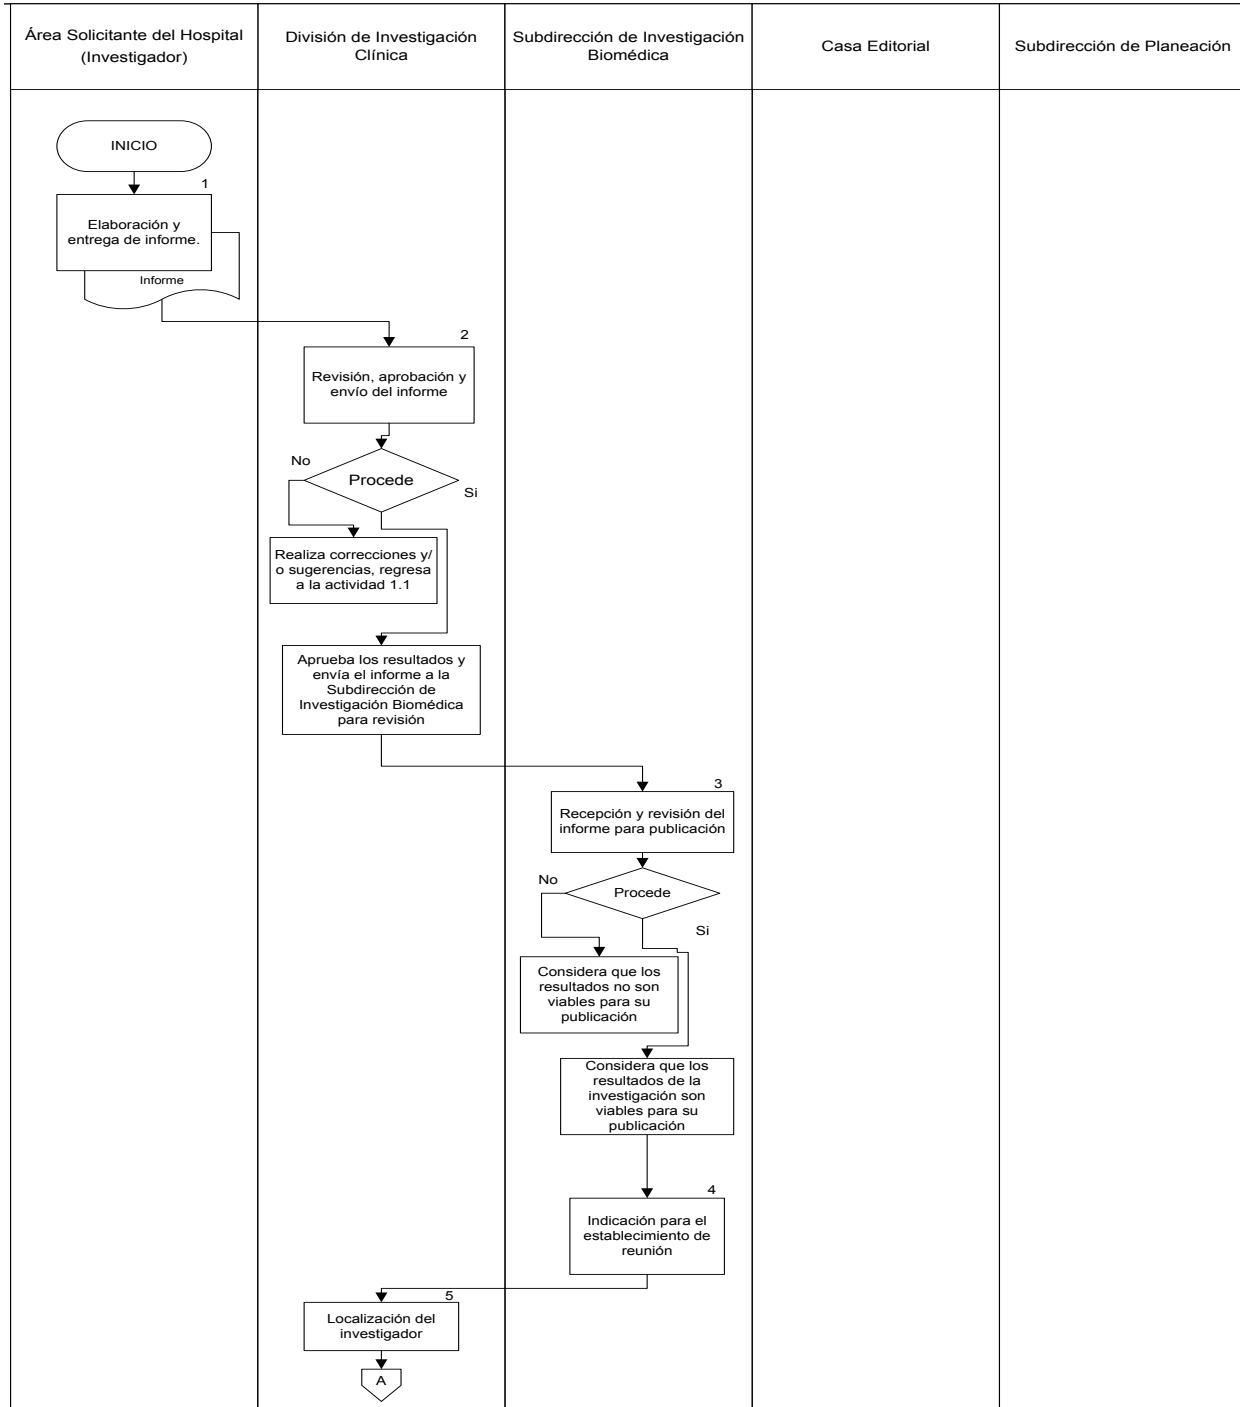 Área Solicitante del Hospital
(Investigador)
División de Investigación
Clínica
Subdirección de Investigación
Biomédica
Casa Editorial
Subdirección de Planeación
INICIO
1
Elaboración y
entrega de informe.
Informe
2
Revisión, aprobación y
envío del informe
No
Procede
Si
Realiza correcciones y/
o sugerencias, regresa
a la actividad 1.1
Aprueba los resultados y
envía el informe a la
Subdirección de
Investigación Biomédica
para revisión
3
Recepción y revisión del
informe para publicación
No
Procede
Si
Considera que los
resultados no son
viables para su
publicación
Considera que los
resultados de la
investigación son
viables para su
publicación
4
Indicación para el
establecimiento de
reunión
5
Localización del
investigador
A